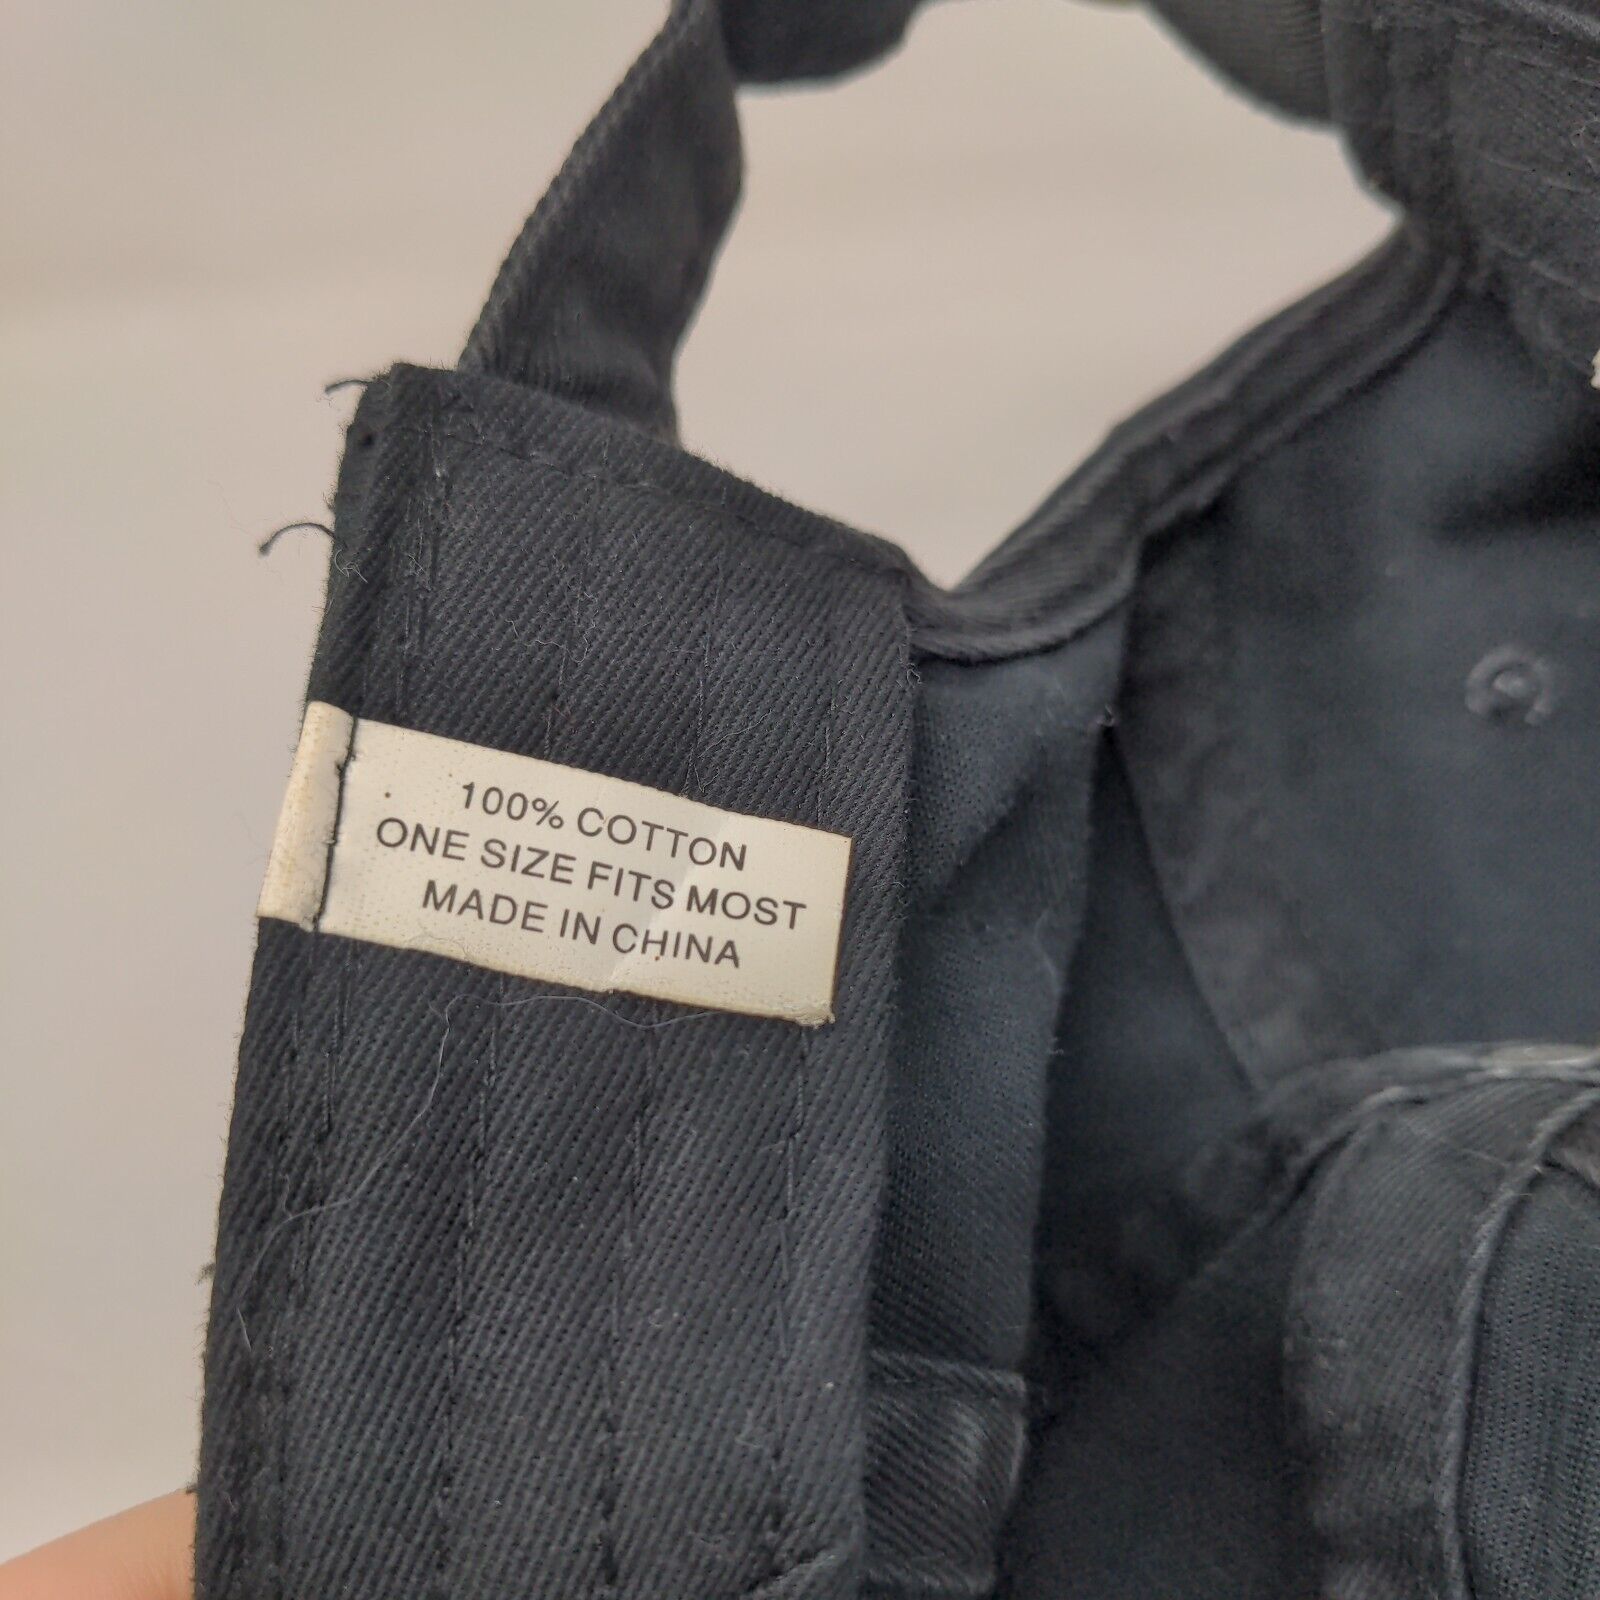 100% COTTON
ONE SIZE FITS MOST
MADE IN CHINA